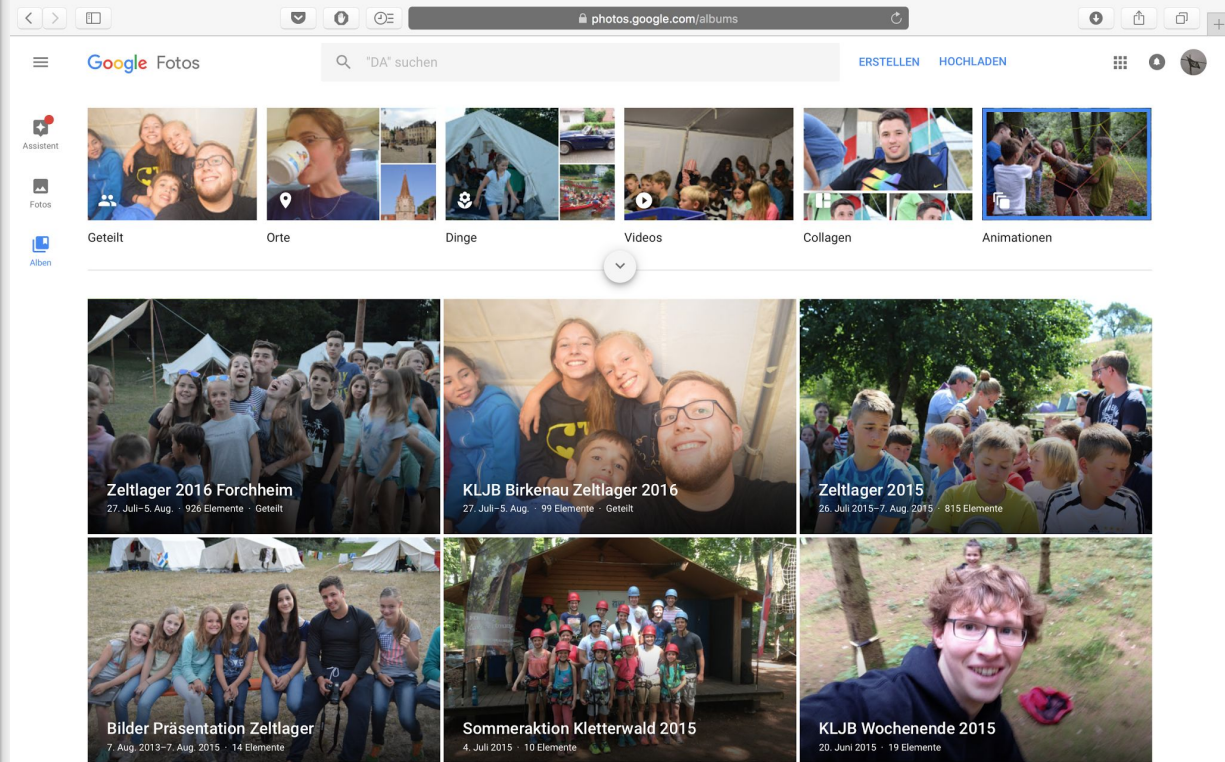 photos.google.com/albums
Google Fotos
"DA" suchen
ERSTELLEN
HOCHLADEN
Assistent
Fotos
Alben
Geteilt
Orte
Dinge
Videos
Collagen
Animationen
Zeltlager 2016 Forchheim
27. Juli–5. Aug. · 926 Elemente · Geteilt
KLJB Birkenau Zeltlager 2016
27. Juli–5. Aug. · 99 Elemente · Geteilt
Zeltlager 2015
26. Juli 2015–7. Aug. 2015 · 815 Elemente
Bilder Präsentation Zeltlager
7. Aug. 2013–7. Aug. 2015 · 14 Elemente
Sommeraktion Kletterwald 2015
4. Juli 2015 · 10 Elemente
KLJB Wochenende 2015
20. Juni 2015 · 19 Elemente